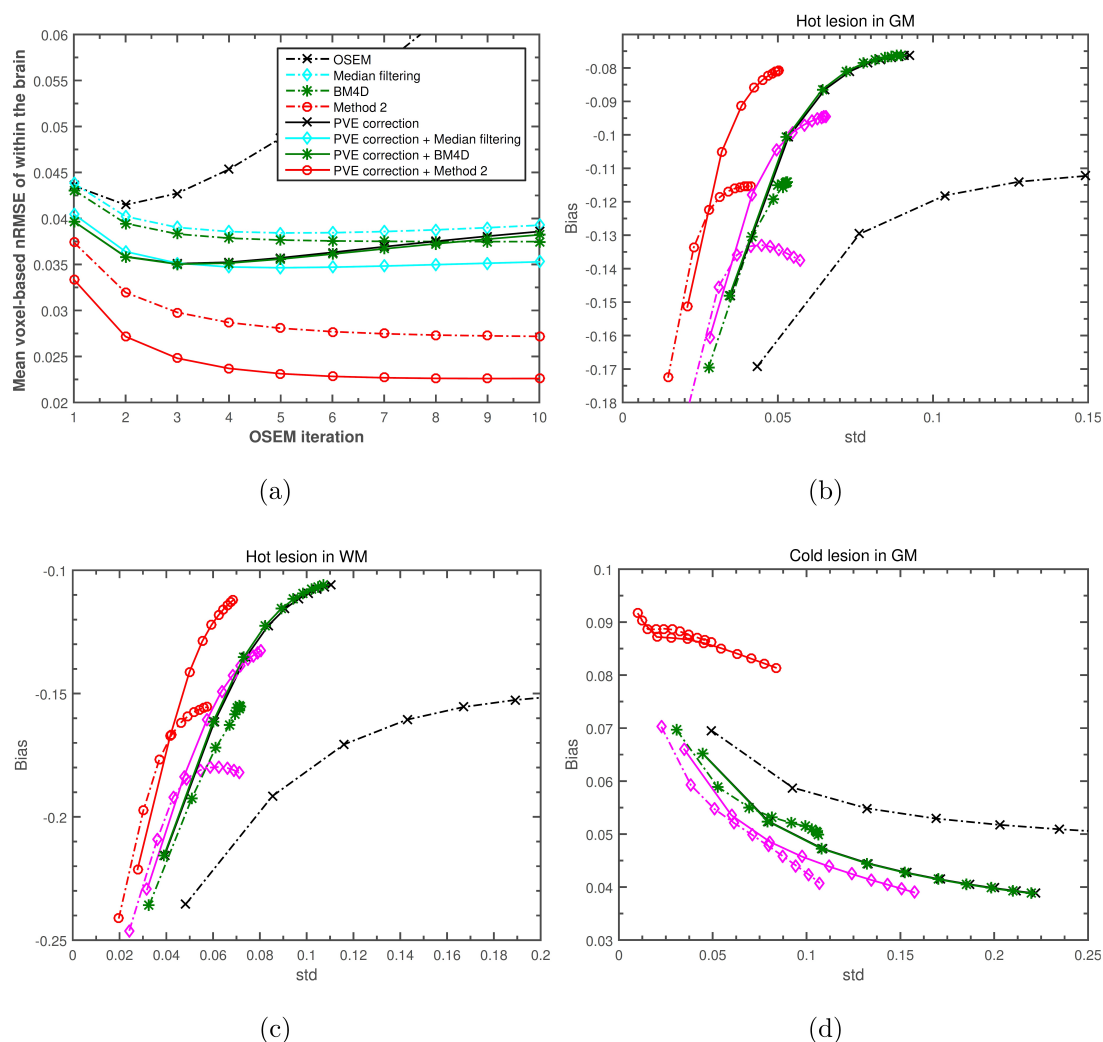 0.06
0.055
0.05
0.045
0.04
0.035
0.03
0.025
0.02
Mean voxel-based nRMSE of within the brain
OSEM
Median filtering
BM4D
Method 2
PVE correction
PVE correction + Median filtering
PVE correction + BM4D
PVE correction + Method 2
1 2 3 4 5 6 7 8 9 10
OSEM iteration
(a)
Hot lesion in GM
-0.08
-0.09
-0.1
-0.11
-0.12
-0.13
-0.14
-0.15
-0.16
-0.17
-0.18
Bias
0 0.05 0.1 0.15
std
(b)
Hot lesion in WM
-0.1
-0.15
-0.2
-0.25
Bias
0 0.02 0.04 0.06 0.08 0.1 0.12 0.14 0.16 0.18 0.2
std
(c)
Cold lesion in GM
0.1
0.09
0.08
0.07
0.06
0.05
0.04
0.03
Bias
0 0.05 0.1 0.15 0.2 0.25
std
(d)